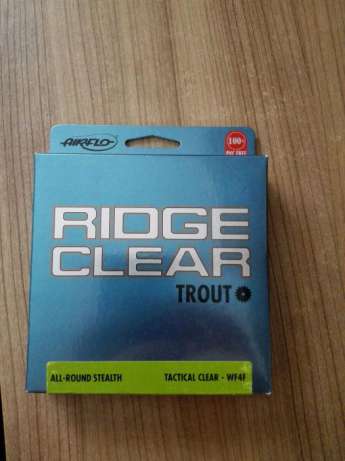 AIRFLO
100%
PVC FREE
RIDGE
CLEAR
TROUT
ALL-ROUND STEALTH TACTICAL CLEAR - WF4F